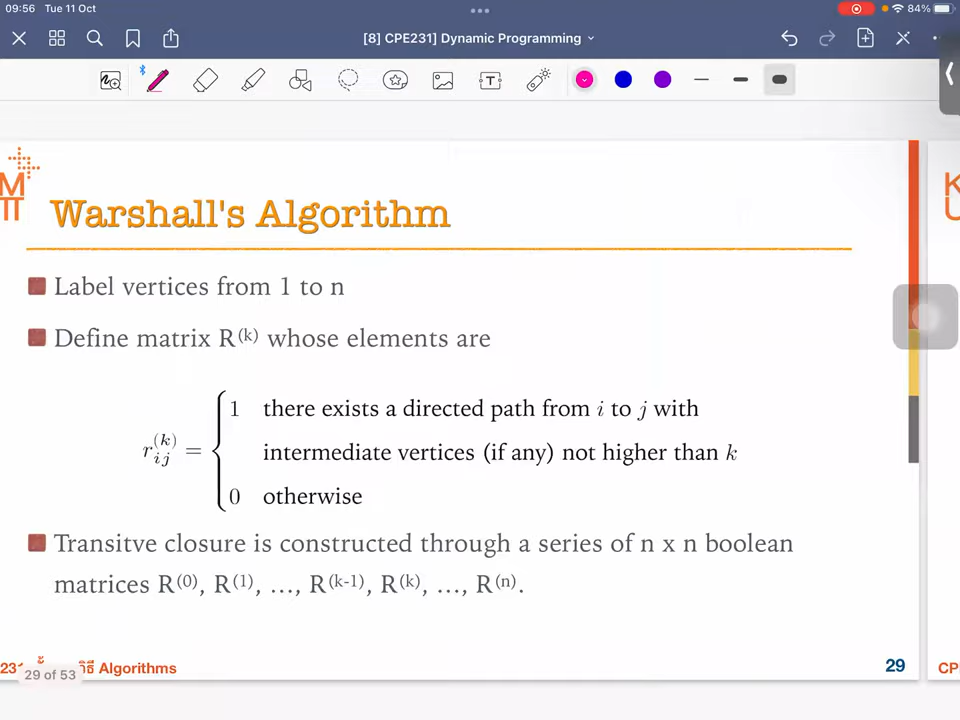 09:56 Tue 11 Oct
84%
[8] CPE231] Dynamic Programming
T
M
Warshall's Algorithm
K
U
Label vertices from 1 to n
Define matrix R⁽ᵏ⁾ whose elements are
1 there exists a directed path from i to j with
r_{ij}^{(k)} = { intermediate vertices (if any) not higher than k
0 otherwise
Transitve closure is constructed through a series of n x n boolean
matrices R⁽⁰⁾, R⁽¹⁾, …, R⁽ᵏ⁻¹⁾, R⁽ᵏ⁾, …, R⁽ⁿ⁾.
Algorithms
29 of 53
29
CP